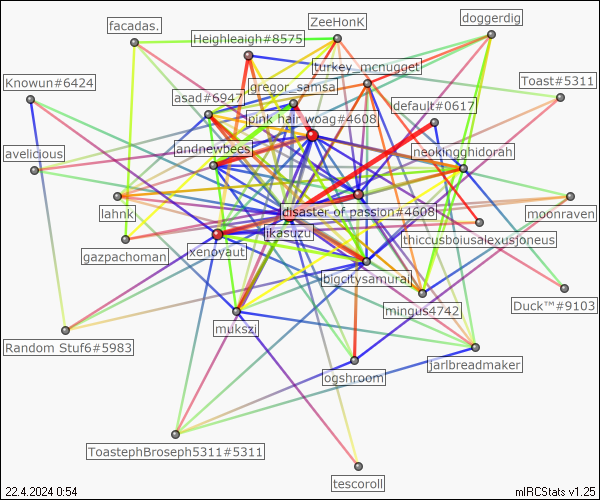 facadas.
ZeeHonK
doggerdig
Heighleaigh#8575
turkey_mcnugget
Knowun#6424
gregor_samsa
Toast#5311
asad#6947
default#0617
pink hair woag#4608
avelicious
andnewbees
neokingghidorah
lahnk
disaster of passion#4608
moonraven
ikasuzu
thiccusboiusalexusjoneus
gazpachoman
xenoyaut
bigcitysamurai
Duck™#9103
mingus4742
mukszi
Random Stuf6#5983
jarlbreadmaker
ogshroom
ToastephBroseph5311#5311
tescoroll
22.4.2024 0:54
mIRCStats v1.25